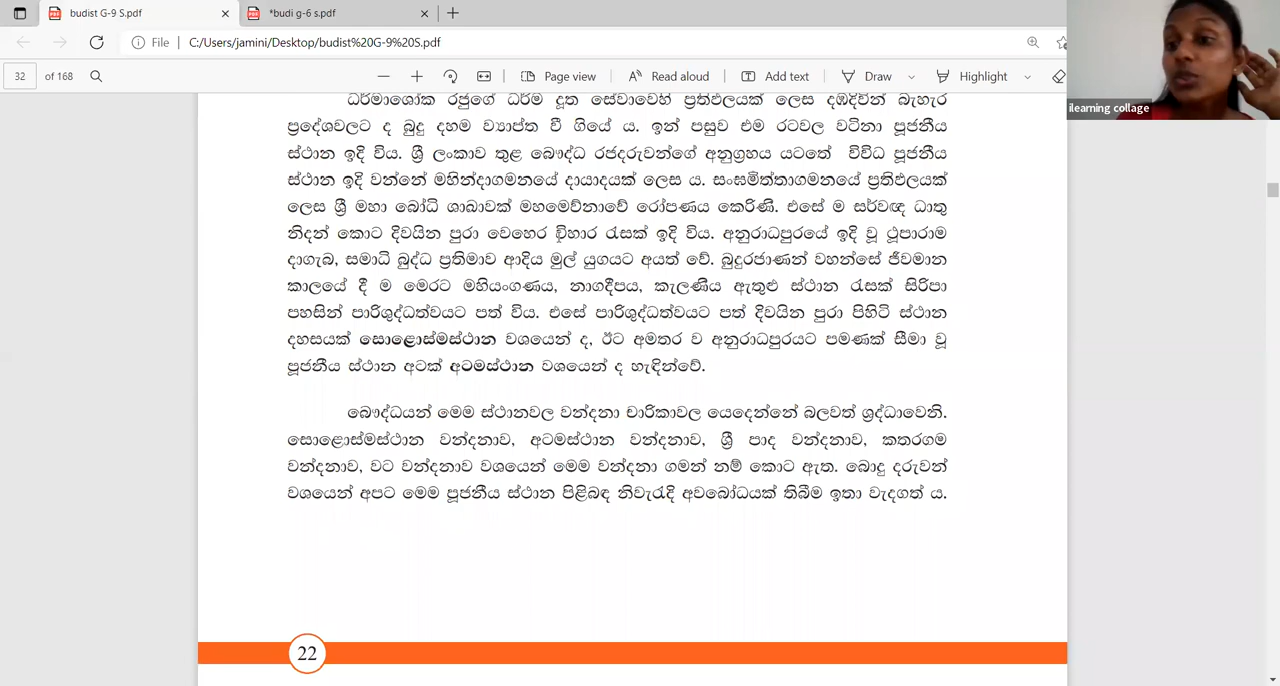 budist G-9 S.pdf
*budi g-6 s.pdf
File | C:/Users/jamini/Desktop/budist%20G-9%20S.pdf
32 of 168 Page view Read aloud Add text Draw Highlight
ilearning collage
ධර්මාශෝක රජුගේ ධර්ම දූත සේවාවෙහි ප්‍රතිඵලයක් ලෙස දඹදිවින් බැහැර
ප්‍රදේශවලට ද බුදු දහම ව්‍යාප්ත වී ගියේ ය. ඉන් පසුව එම රටවල වටිනා පූජනීය
ස්ථාන ඉදි විය. ශ්‍රී ලංකාව තුළ බෞද්ධ රජදරුවන්ගේ අනුග්‍රහය යටතේ විවිධ පූජනීය
ස්ථාන ඉදි වන්නේ මහින්දාගමනයේ දායාදයක් ලෙස ය. සංඝමිත්තාගමනයේ ප්‍රතිඵලයක්
ලෙස ශ්‍රී මහා බෝධි ශාඛාවක් මහමෙව්නාවේ රෝපණය කෙරිණි. එසේ ම සර්වඥ ධාතු
නිදන් කොට දිවයින පුරා වෙහෙර විහාර රැසක් ඉදි විය. අනුරාධපුරයේ ඉදි වූ ථූපාරාම
දාගැබ, සමාධි බුද්ධ ප්‍රතිමාව ආදිය මුල් යුගයට අයත් වේ. බුදුරජාණන් වහන්සේ ජීවමාන
කාලයේ දී ම මෙරට මහියංගණය, නාගදීපය, කැලණිය ඇතුළු ස්ථාන රැසක් සිරිපා
පහසින් පාරිශුද්ධත්වයට පත් විය. එසේ පාරිශුද්ධත්වයට පත් දිවයින පුරා පිහිටි ස්ථාන
දහසයක් සොළොස්මස්ථාන වශයෙන් ද, ඊට අමතර ව අනුරාධපුරයට පමණක් සීමා වූ
පූජනීය ස්ථාන අටක් අටමස්ථාන වශයෙන් ද හැඳින්වේ.
බෞද්ධයන් මෙම ස්ථානවල වන්දනා චාරිකාවල යෙදෙන්නේ බලවත් ශ්‍රද්ධාවෙනි.
සොළොස්මස්ථාන වන්දනාව, අටමස්ථාන වන්දනාව, ශ්‍රී පාද වන්දනාව, කතරගම
වන්දනාව, වට වන්දනාව වශයෙන් මෙම වන්දනා ගමන් නම් කොට ඇත. බොදු දරුවන්
වශයෙන් අපට මෙම පූජනීය ස්ථාන පිළිබඳ නිවැරැදි අවබෝධයක් තිබීම ඉතා වැදගත් ය.
22